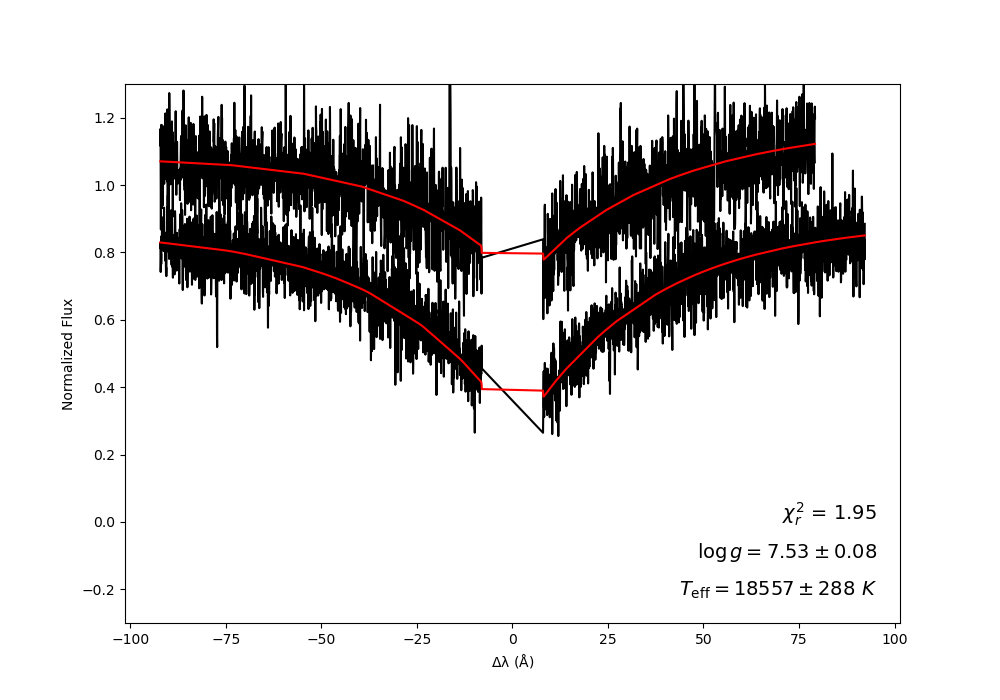 1.2
1.0
0.8
0.6
0.4
0.2
0.0
−0.2
Normalized Flux
χ²ᵣ = 1.95
log g = 7.53 ± 0.08
T_eff = 18557 ± 288 K
−100 −75 −50 −25 0 25 50 75 100
Δλ (Å)